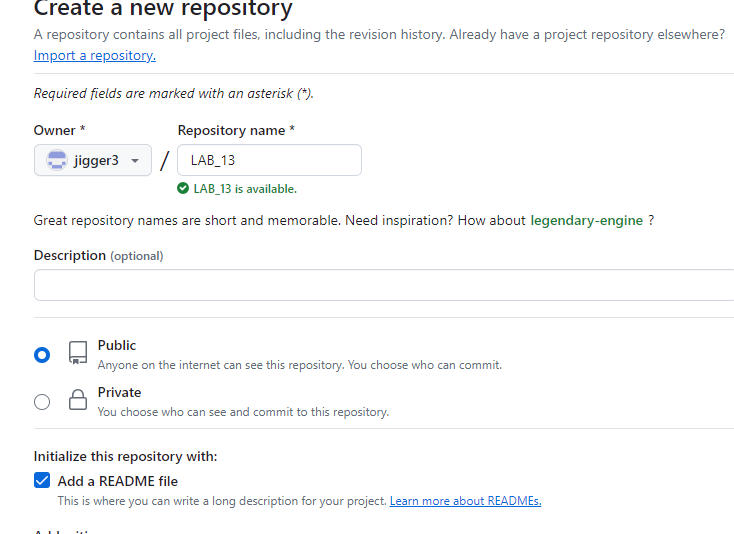 Create a new repository
A repository contains all project files, including the revision history. Already have a project repository elsewhere?
Import a repository.
Required fields are marked with an asterisk (*).
Owner * Repository name *
jigger3 / LAB_13
LAB_13 is available.
Great repository names are short and memorable. Need inspiration? How about legendary-engine ?
Description (optional)
Public
Anyone on the internet can see this repository. You choose who can commit.
Private
You choose who can see and commit to this repository.
Initialize this repository with:
Add a README file
This is where you can write a long description for your project. Learn more about READMEs.